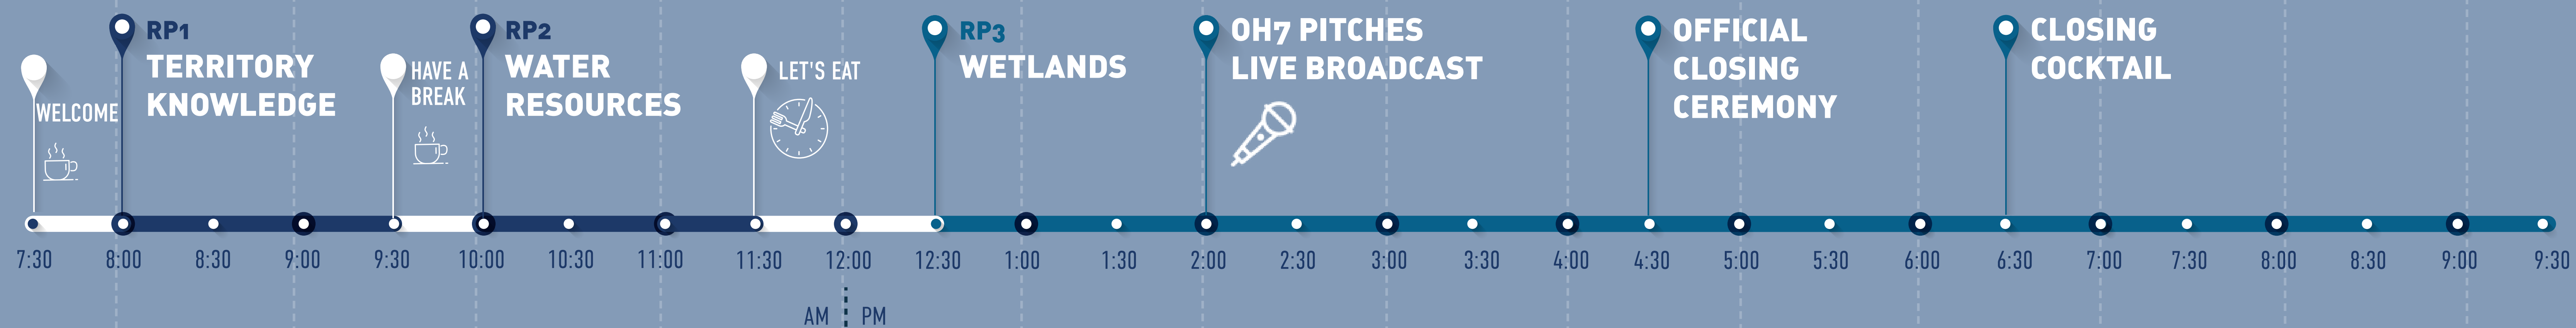 WELCOME
RP1
TERRITORY
KNOWLEDGE
HAVE A
BREAK
RP2
WATER
RESOURCES
LET'S EAT
RP3
WETLANDS
OH7 PITCHES
LIVE BROADCAST
OFFICIAL
CLOSING
CEREMONY
CLOSING
COCKTAIL
7:30 8:00 8:30 9:00 9:30 10:00 10:30 11:00 11:30 12:00 12:30 1:00 1:30 2:00 2:30 3:00 3:30 4:00 4:30 5:00 5:30 6:00 6:30 7:00 7:30 8:00 8:30 9:00 9:30
AM PM